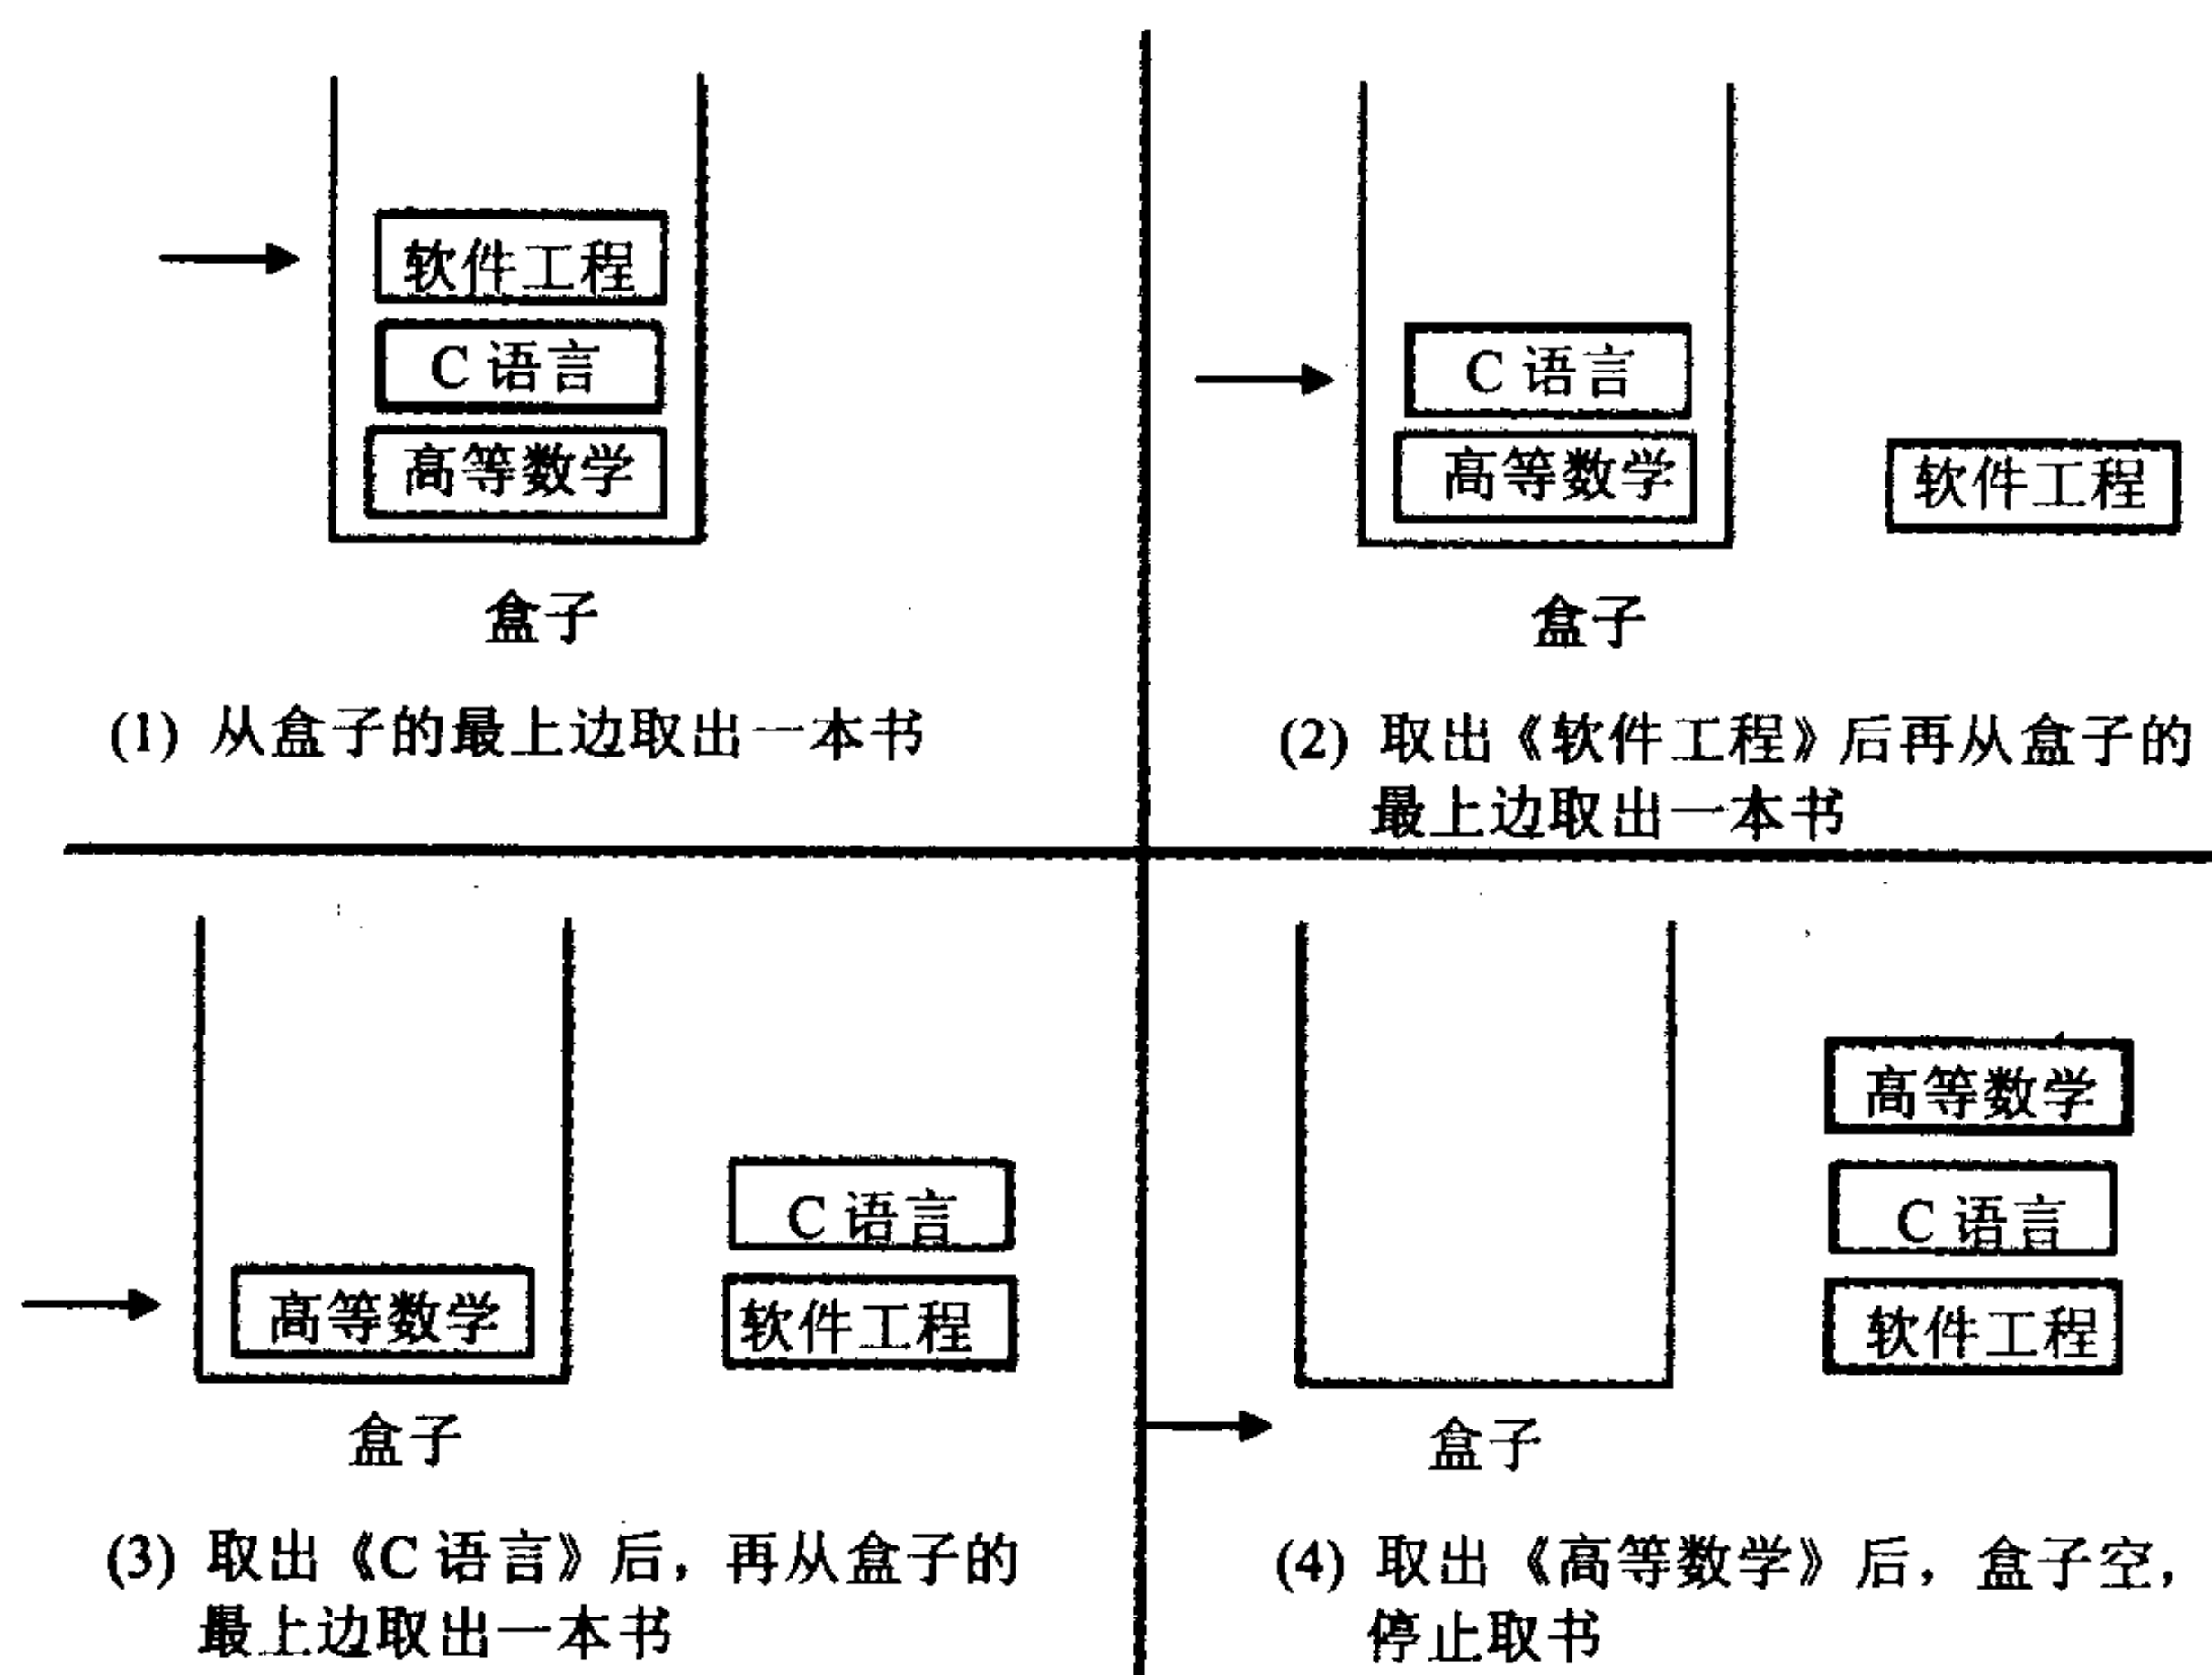 软件工程
C 语言
高等数学
盒子
(1) 从盒子的最上边取出一本书
C 语言
高等数学
软件工程
盒子
(2) 取出《软件工程》后再从盒子的
最上边取出一本书
高等数学
C 语言
软件工程
盒子
(3) 取出《C 语言》后，再从盒子的
最上边取出一本书
高等数学
C 语言
软件工程
盒子
(4) 取出《高等数学》后，盒子空，
停止取书